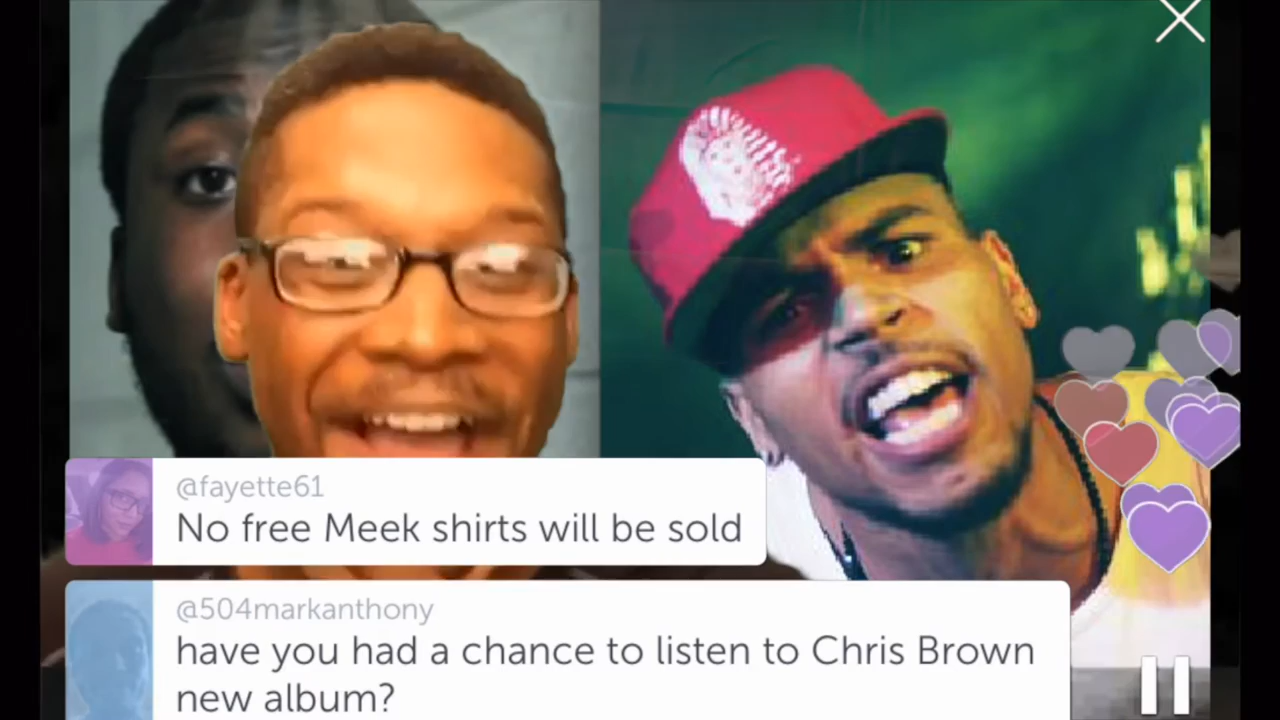 @fayette61
No free Meek shirts will be sold
@504markanthony
have you had a chance to listen to Chris Brown
new album?